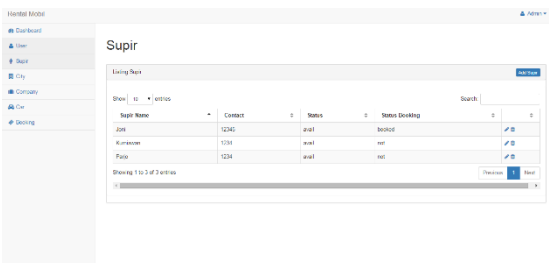 Rental Mobil
Admin
Dashboard
User
Supir
City
Company
Car
Booking
Supir
Listing Supir
Add Supir
Show 10 entries
Search:
Supir Name Contact Status Status Booking
Joni 12345 avail booked
Kurniawan 1234 avail not
Parjo 1234 avail not
Showing 1 to 3 of 3 entries
Previous 1 Next